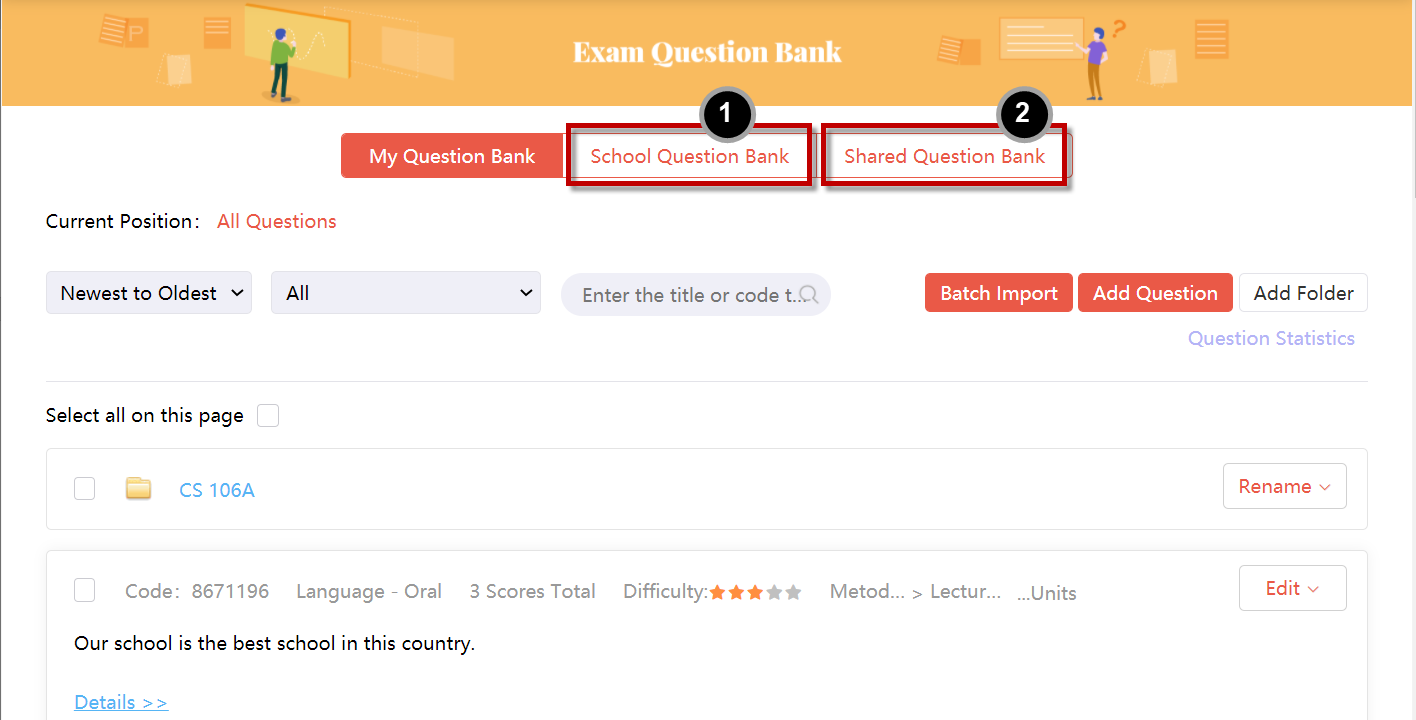 P
Exam Question Bank
?
1
2
My Question Bank School Question Bank Shared Question Bank
Current Position: All Questions
Newest to Oldest All Enter the title or code t... Batch Import Add Question Add Folder
Question Statistics
Select all on this page
CS 106A Rename
Code: 8671196 Language - Oral 3 Scores Total Difficulty: Metod... > Lectur... ...Units Edit
Our school is the best school in this country.
Details >>